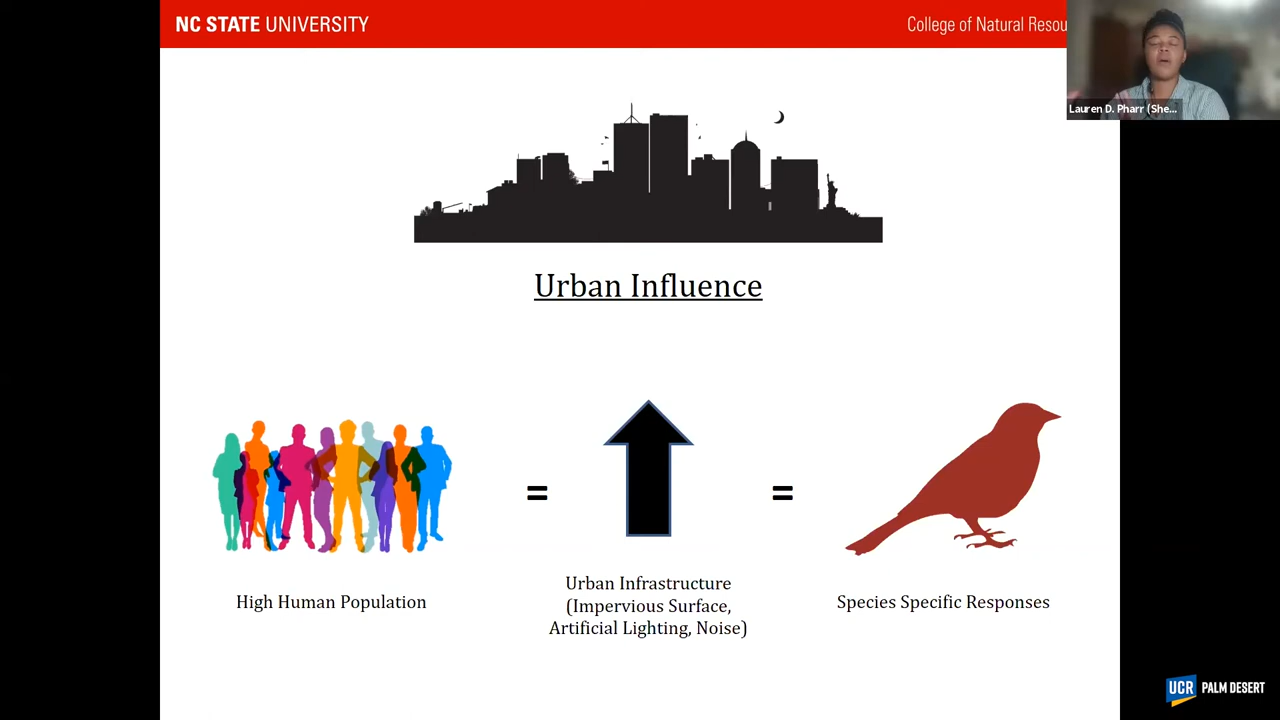 NC STATE UNIVERSITY
College of Natural Resou
Lauren D. Pharr (She...
Urban Influence
=
=
High Human Population
Urban Infrastructure
(Impervious Surface,
Artificial Lighting, Noise)
Species Specific Responses
UCR PALM DESERT